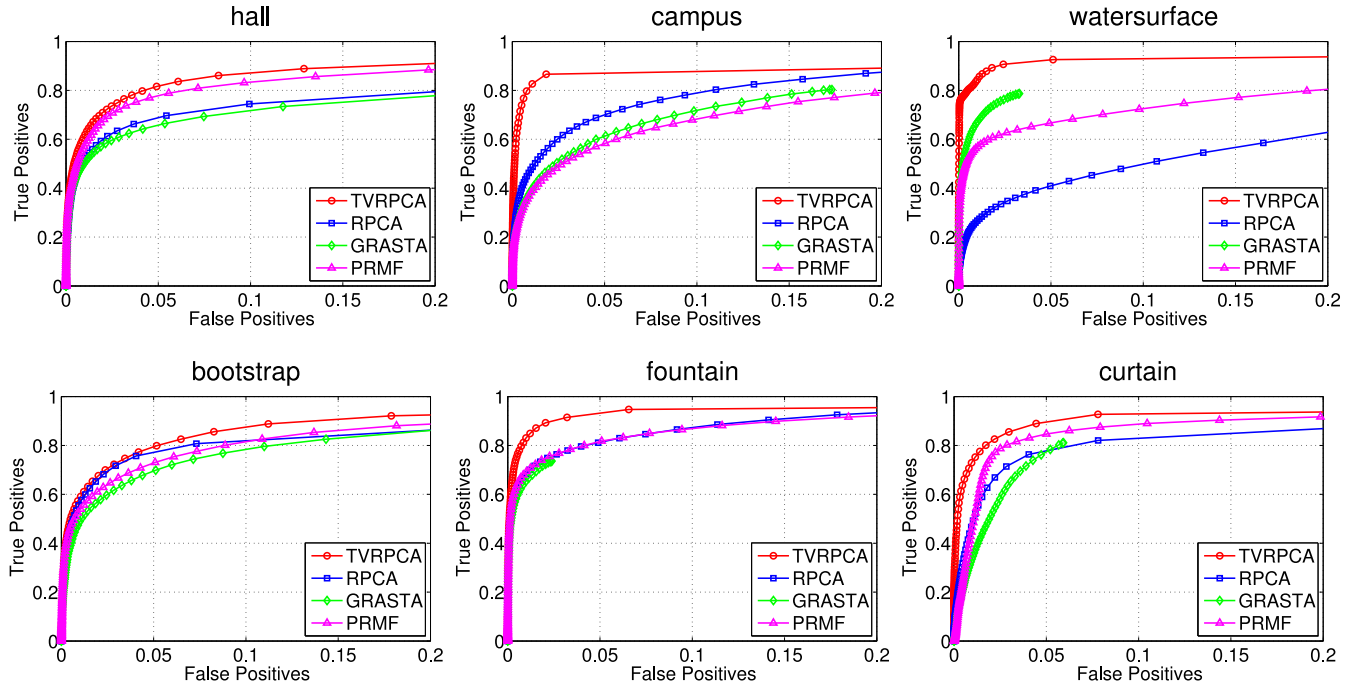 hall
True Positives
1
0.8
0.6
0.4
0.2
0
0 0.05 0.1 0.15 0.2
False Positives
TVRPCA
RPCA
GRASTA
PRMF
campus
True Positives
1
0.8
0.6
0.4
0.2
0
0 0.05 0.1 0.15 0.2
False Positives
TVRPCA
RPCA
GRASTA
PRMF
watersurface
True Positives
1
0.8
0.6
0.4
0.2
0
0 0.05 0.1 0.15 0.2
False Positives
TVRPCA
RPCA
GRASTA
PRMF
bootstrap
True Positives
1
0.8
0.6
0.4
0.2
0
0 0.05 0.1 0.15 0.2
False Positives
TVRPCA
RPCA
GRASTA
PRMF
fountain
True Positives
1
0.8
0.6
0.4
0.2
0
0 0.05 0.1 0.15 0.2
False Positives
TVRPCA
RPCA
GRASTA
PRMF
curtain
True Positives
1
0.8
0.6
0.4
0.2
0
0 0.05 0.1 0.15 0.2
False Positives
TVRPCA
RPCA
GRASTA
PRMF